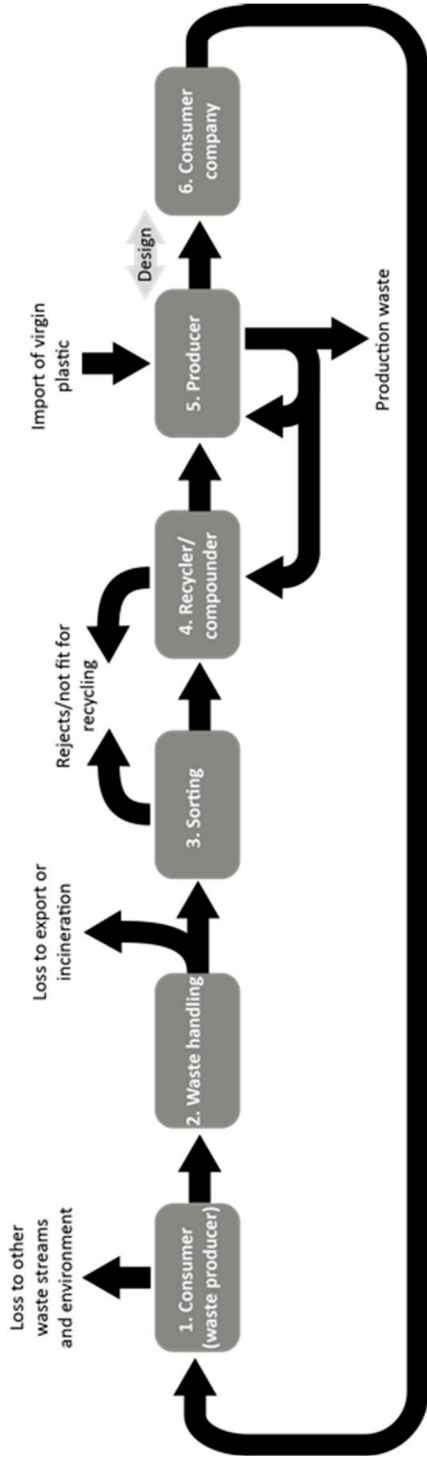 Loss to other
waste streams
and environment
1. Consumer
(waste producer)
2. Waste handling
Loss to export or
incineration
3. Sorting
Rejects/not fit for
recycling
4. Recycler/
compounder
Import of virgin
plastic
5. Producer
Production waste
Design
6. Consumer
company